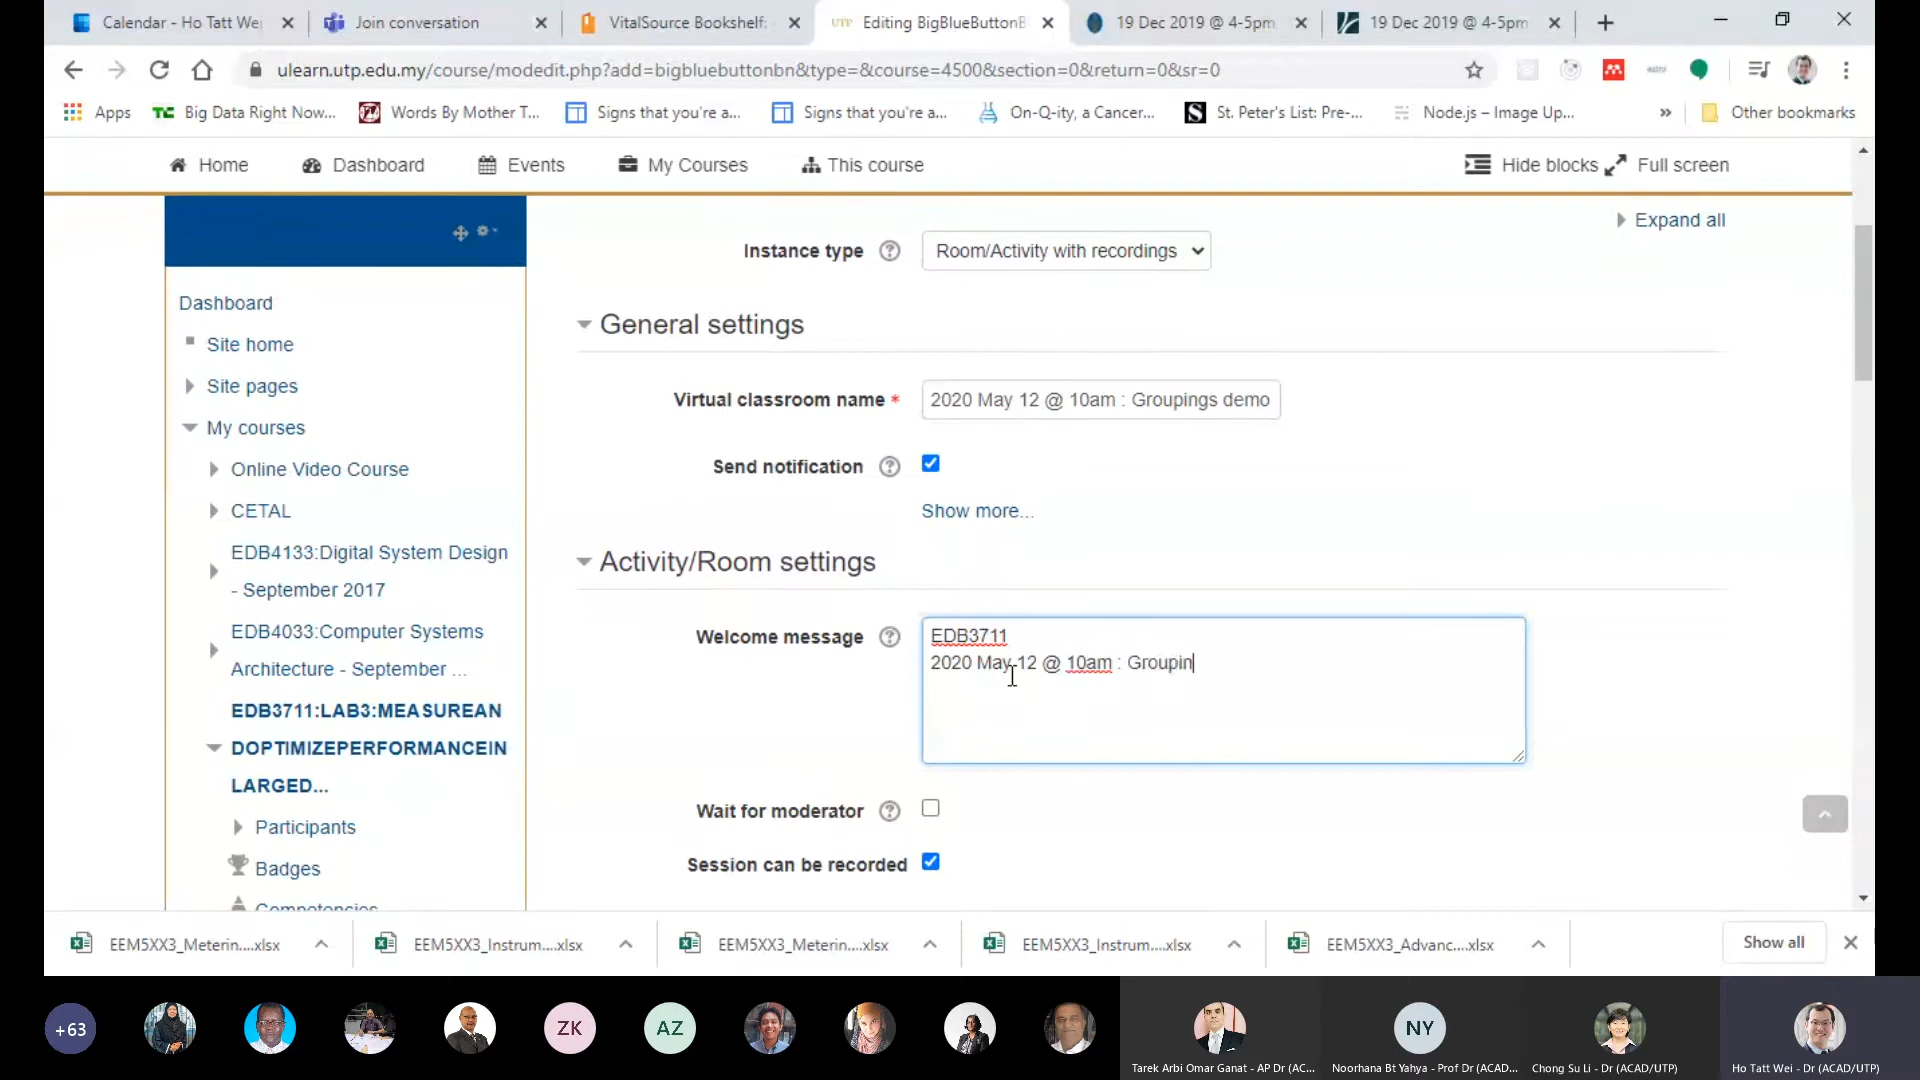 Calendar - Ho Tatt We
Join conversation
VitalSource Bookshelf:
UTP Editing BigBlueButtonB
19 Dec 2019 @ 4-5pm
19 Dec 2019 @ 4-5pm
ulearn.utp.edu.my/course/modedit.php?add=bigbluebuttonbn&type=&course=4500&section=0&return=0&sr=0
Apps
Big Data Right Now...
Words By Mother T...
Signs that you're a...
Signs that you're a...
On-Q-ity, a Cancer...
St. Peter's List: Pre-...
Node.js – Image Up...
»
Other bookmarks
Home
Dashboard
Events
My Courses
This course
Hide blocks
Full screen
Expand all
Dashboard
Site home
Site pages
My courses
Online Video Course
CETAL
EDB4133:Digital System Design
- September 2017
EDB4033:Computer Systems
Architecture - September ...
EDB3711:LAB3:MEASUREAN
DOPTIMIZEPERFORMANCEIN
LARGED...
Participants
Badges
Competencies
Instance type
Room/Activity with recordings
General settings
Virtual classroom name *
2020 May 12 @ 10am : Groupings demo
Send notification
Show more...
Activity/Room settings
Welcome message
EDB3711
2020 May 12 @ 10am : Groupin
Wait for moderator
Session can be recorded
EEM5XX3_Meterin....xlsx
EEM5XX3_Instrum....xlsx
EEM5XX3_Meterin....xlsx
EEM5XX3_Instrum....xlsx
EEM5XX3_Advanc....xlsx
Show all
+63
ZK
AZ
NY
Tarek Arbi Omar Ganat - AP Dr (AC...
Noorhana Bt Yahya - Prof Dr (ACAD...
Chong Su Li - Dr (ACAD/UTP)
Ho Tatt Wei - Dr (ACAD/UTP)